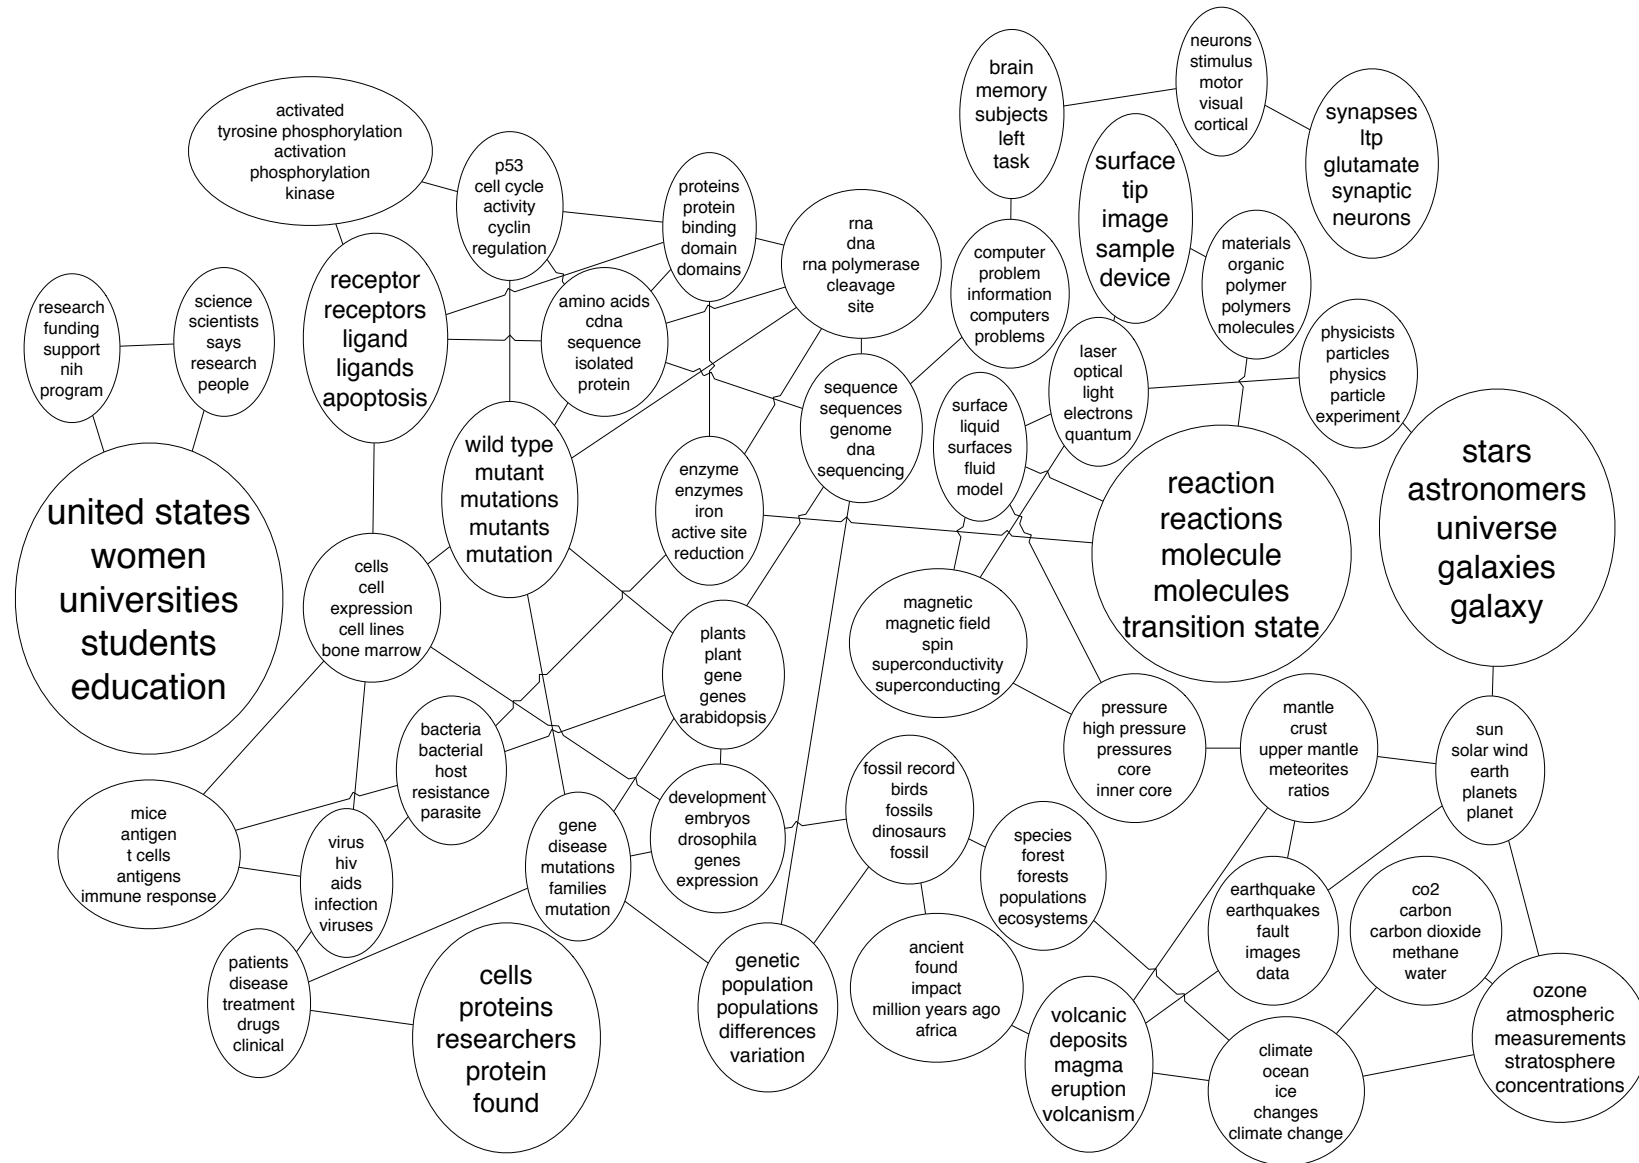 neurons
stimulus
motor
visual
cortical
brain
memory
subjects
left
task
synapses
ltp
glutamate
synaptic
neurons
activated
tyrosine phosphorylation
activation
phosphorylation
kinase
p53
cell cycle
activity
cyclin
regulation
proteins
protein
binding
domain
domains
surface
tip
image
sample
device
rna
dna
rna polymerase
cleavage
site
computer
problem
information
computers
problems
materials
organic
polymer
polymers
molecules
receptor
receptors
ligand
ligands
apoptosis
research
funding
support
nih
program
science
scientists
says
research
people
amino acids
cdna
sequence
isolated
protein
physicists
particles
physics
particle
experiment
laser
optical
light
electrons
quantum
sequence
sequences
genome
dna
sequencing
surface
liquid
surfaces
fluid
model
wild type
mutant
mutations
mutants
mutation
enzyme
enzymes
iron
active site
reduction
reaction
reactions
molecule
molecules
transition state
stars
astronomers
universe
galaxies
galaxy
united states
women
universities
students
education
cells
cell
expression
cell lines
bone marrow
magnetic
magnetic field
spin
superconductivity
superconducting
plants
plant
gene
genes
arabidopsis
pressure
high pressure
pressures
core
inner core
mantle
crust
upper mantle
meteorites
ratios
sun
solar wind
earth
planets
planet
bacteria
bacterial
host
resistance
parasite
fossil record
birds
fossils
dinosaurs
fossil
development
embryos
drosophila
genes
expression
mice
antigen
t cells
antigens
immune response
virus
hiv
aids
infection
viruses
gene
disease
mutations
families
mutation
species
forest
forests
populations
ecosystems
earthquake
earthquakes
fault
images
data
co2
carbon
carbon dioxide
methane
water
patients
disease
treatment
drugs
clinical
cells
proteins
researchers
protein
found
genetic
population
populations
differences
variation
ancient
found
impact
million years ago
africa
volcanic
deposits
magma
eruption
volcanism
climate
ocean
ice
changes
climate change
ozone
atmospheric
measurements
stratosphere
concentrations